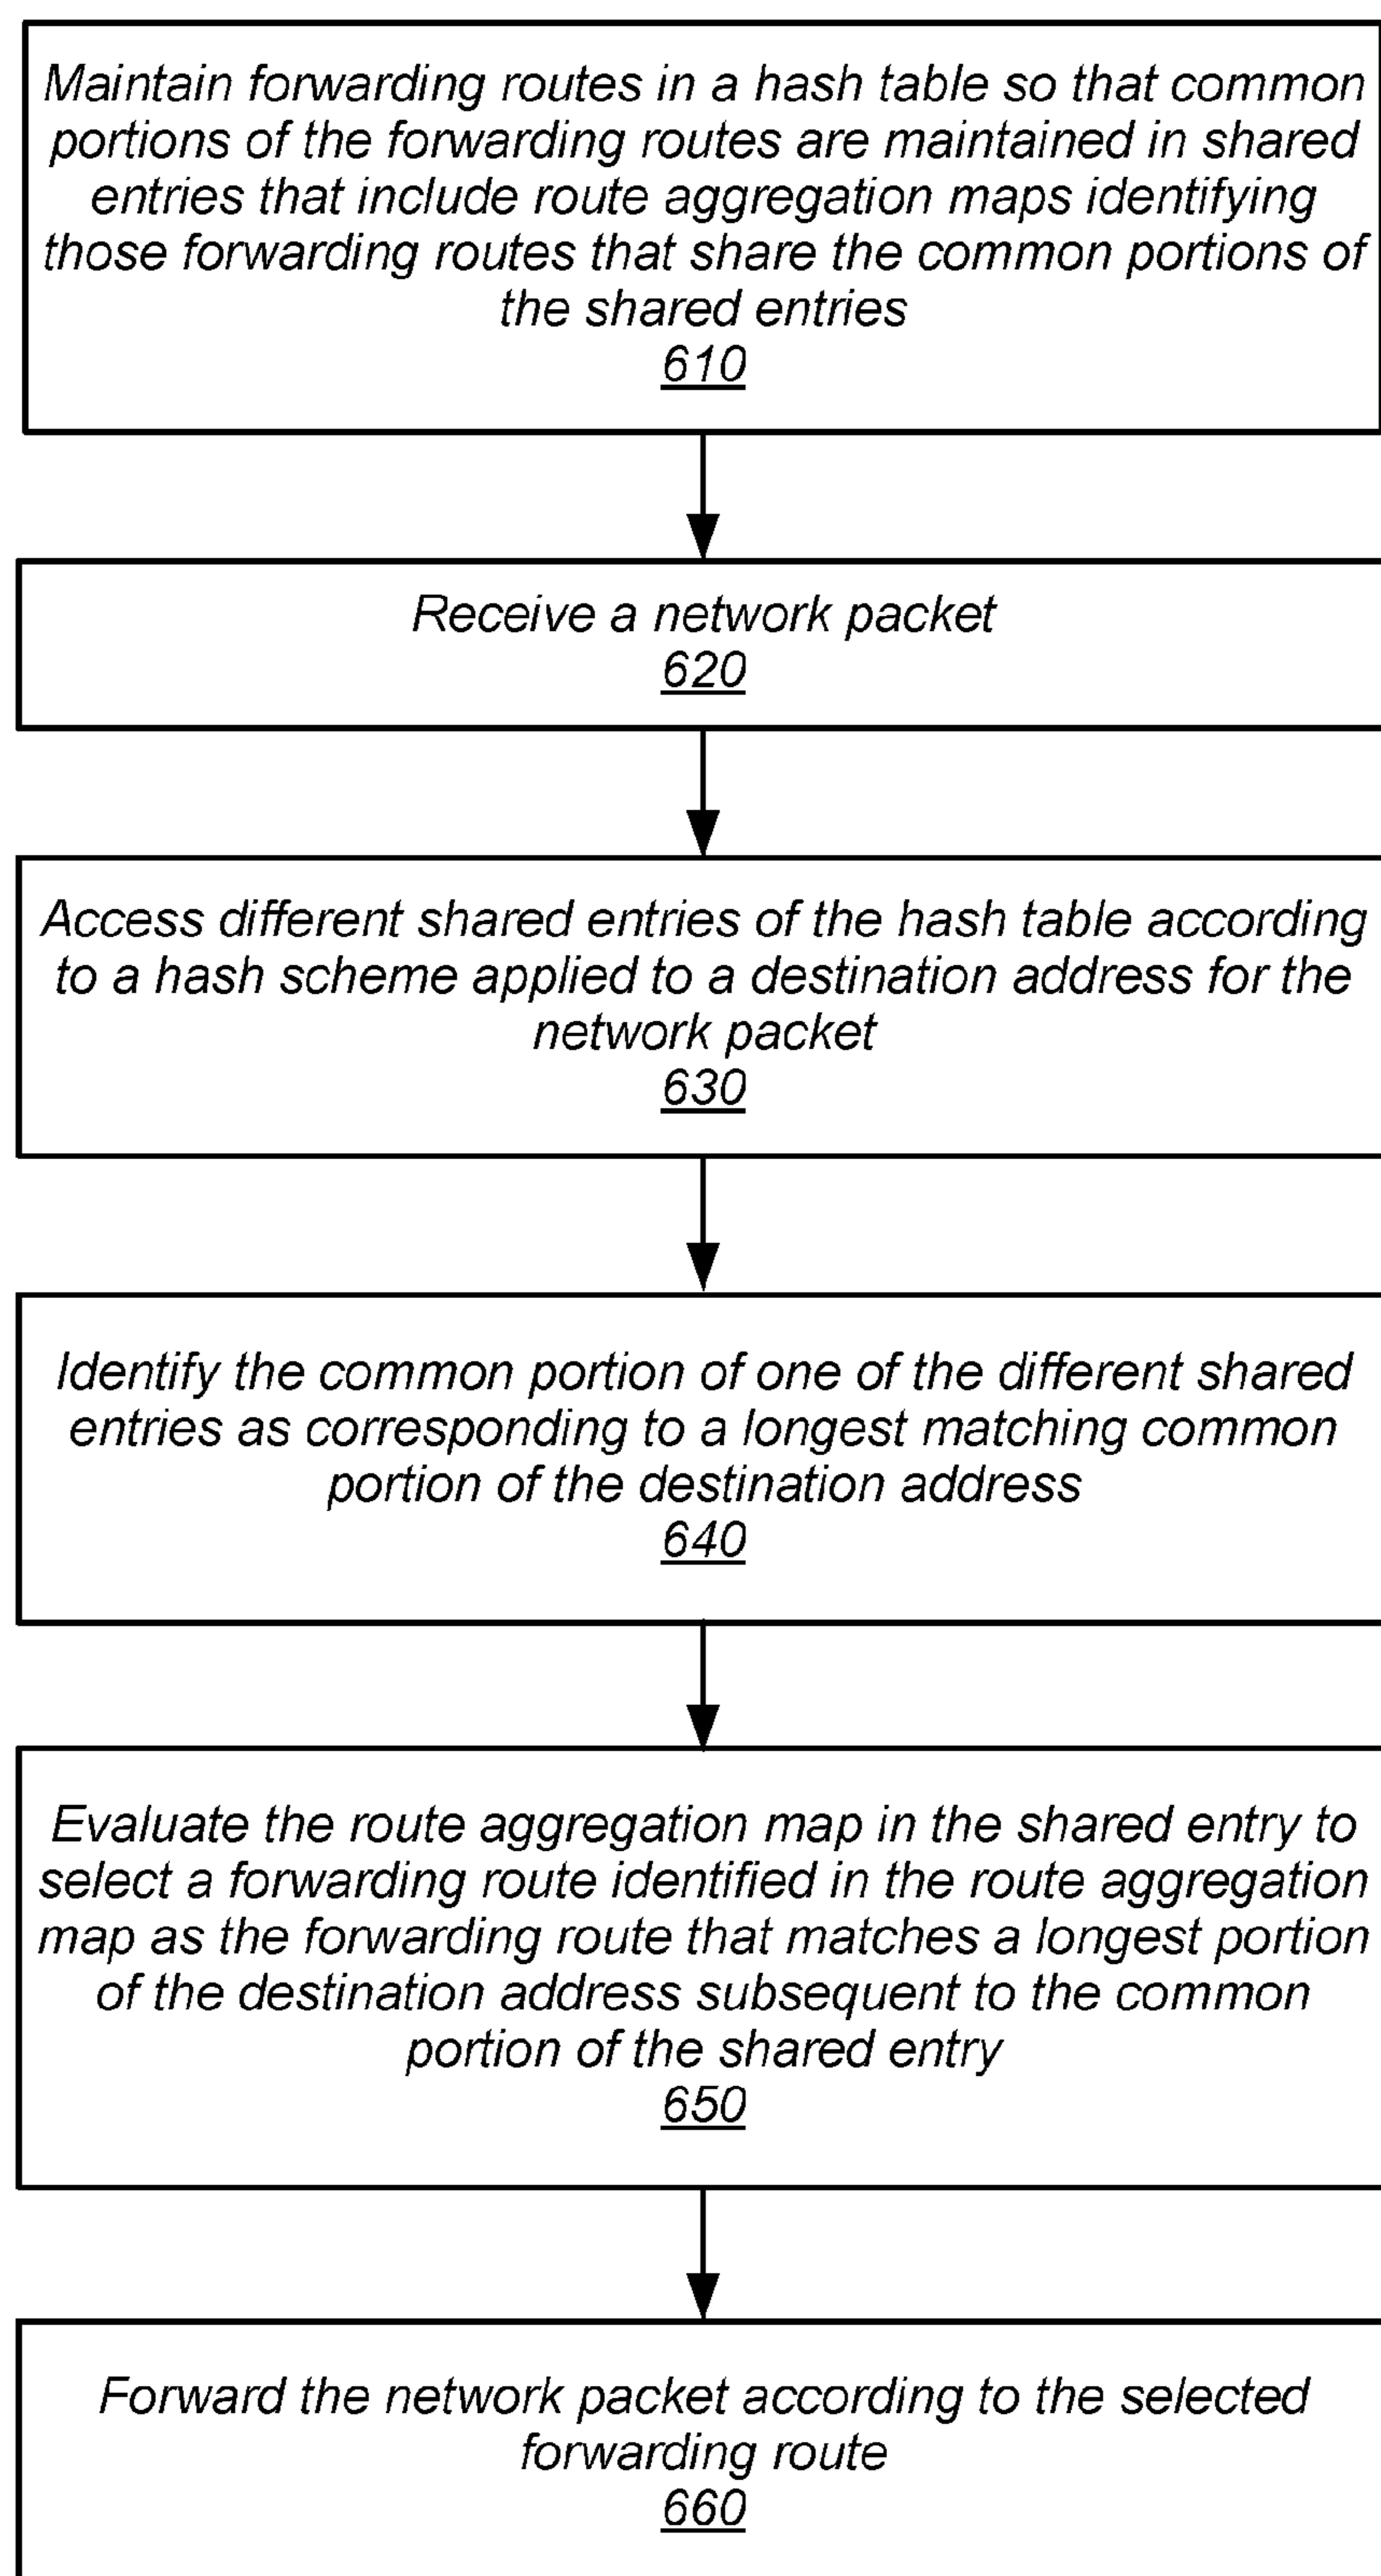 Maintain forwarding routes in a hash table so that common
portions of the forwarding routes are maintained in shared
entries that include route aggregation maps identifying
those forwarding routes that share the common portions of
the shared entries
610
Receive a network packet
620
Access different shared entries of the hash table according
to a hash scheme applied to a destination address for the
network packet
630
Identify the common portion of one of the different shared
entries as corresponding to a longest matching common
portion of the destination address
640
Evaluate the route aggregation map in the shared entry to
select a forwarding route identified in the route aggregation
map as the forwarding route that matches a longest portion
of the destination address subsequent to the common
portion of the shared entry
650
Forward the network packet according to the selected
forwarding route
660